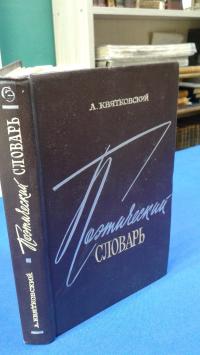 А. КВЯТКОВСКИЙ
Поэтический
СЛОВАРЬ
А. КВЯТКОВСКИЙ Поэтический СЛОВАРЬ